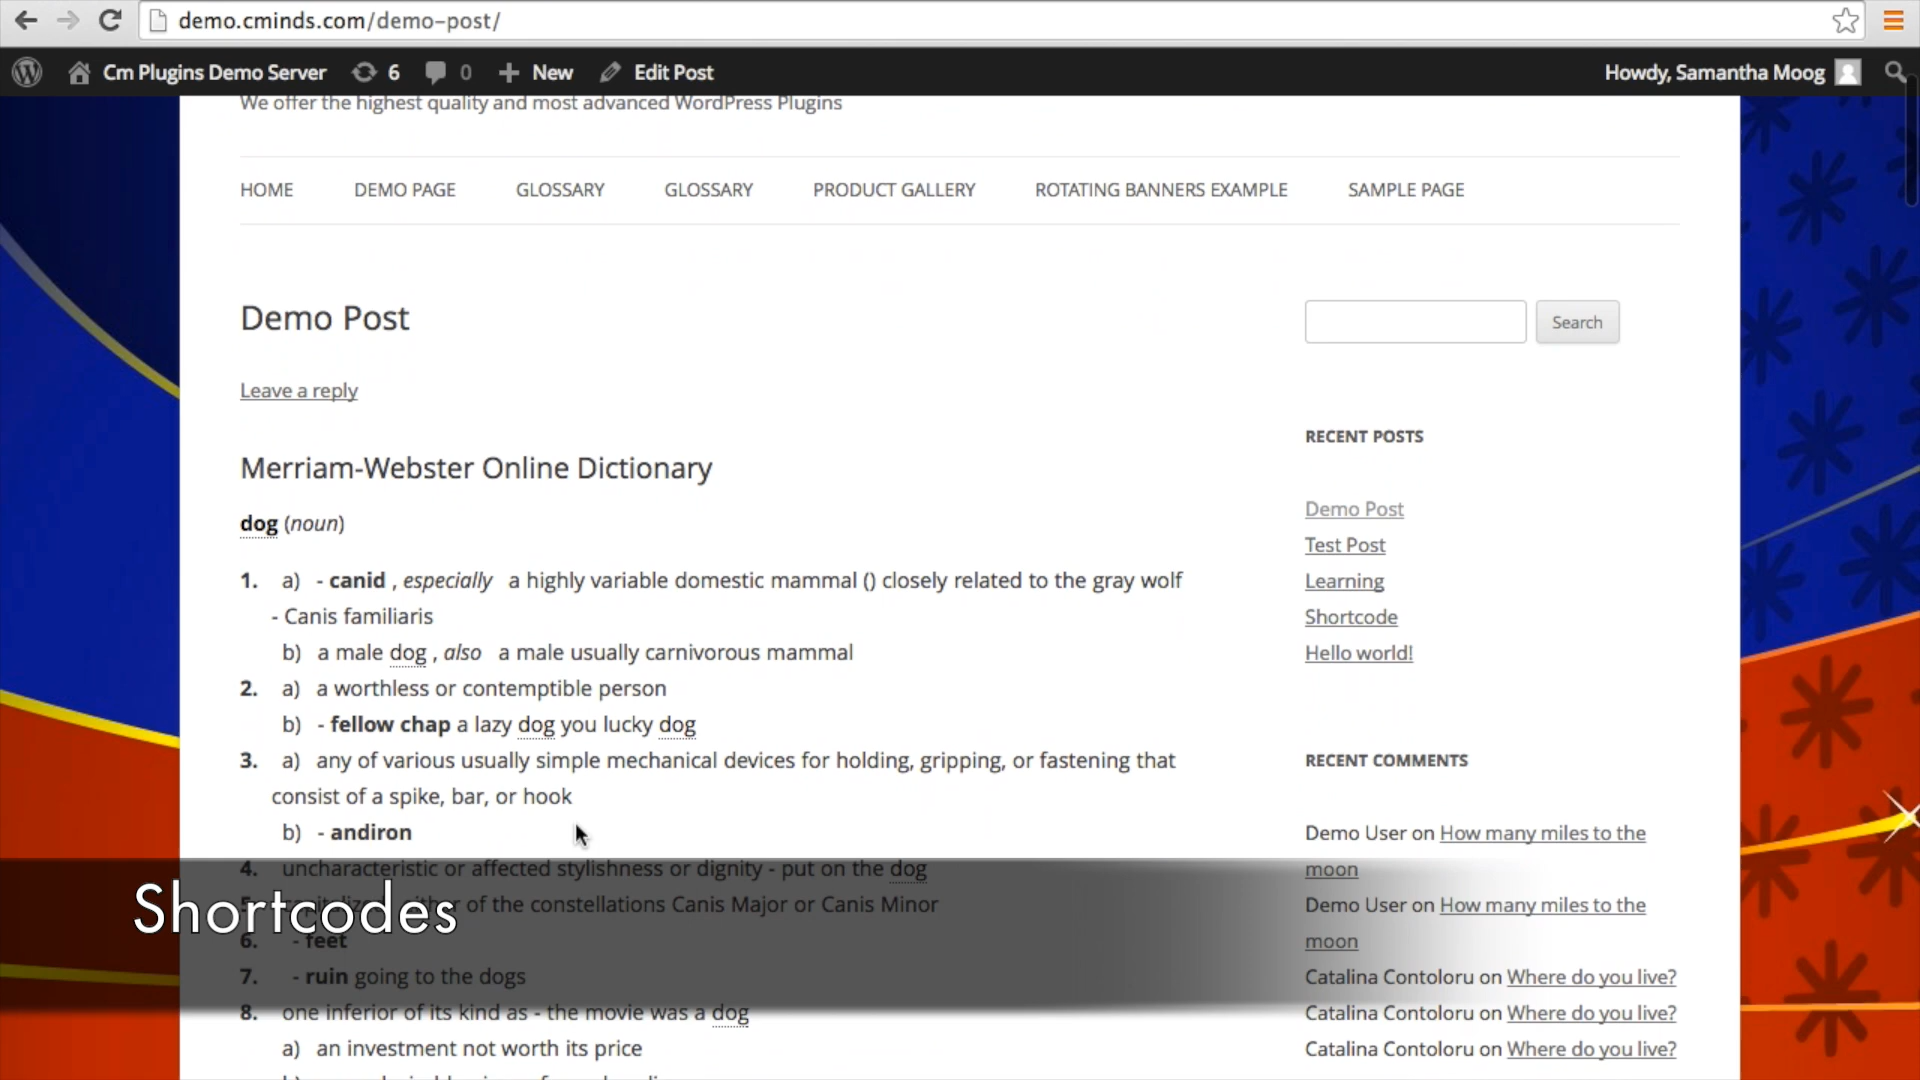 demo.cminds.com/demo-post/
Cm Plugins Demo Server 6 0 New Edit Post Howdy, Samantha Moog
We offer the highest quality and most advanced WordPress Plugins
HOME DEMO PAGE GLOSSARY GLOSSARY PRODUCT GALLERY ROTATING BANNERS EXAMPLE SAMPLE PAGE
Demo Post
Leave a reply
Merriam-Webster Online Dictionary
dog (noun)
1. a) - canid , especially a highly variable domestic mammal () closely related to the gray wolf
- Canis familiaris
b) a male dog , also a male usually carnivorous mammal
2. a) a worthless or contemptible person
b) - fellow chap a lazy dog you lucky dog
3. a) any of various usually simple mechanical devices for holding, gripping, or fastening that
consist of a spike, bar, or hook
b) - andiron
4. uncharacteristic or affected stylishness or dignity - put on the dog
of the constellations Canis Major or Canis Minor
6. - feet
7. - ruin going to the dogs
8. one inferior of its kind as - the movie was a dog
a) an investment not worth its price
Shortcodes
Search
RECENT POSTS
Demo Post
Test Post
Learning
Shortcode
Hello world!
RECENT COMMENTS
Demo User on How many miles to the
moon
Demo User on How many miles to the
moon
Catalina Contoloru on Where do you live?
Catalina Contoloru on Where do you live?
Catalina Contoloru on Where do you live?